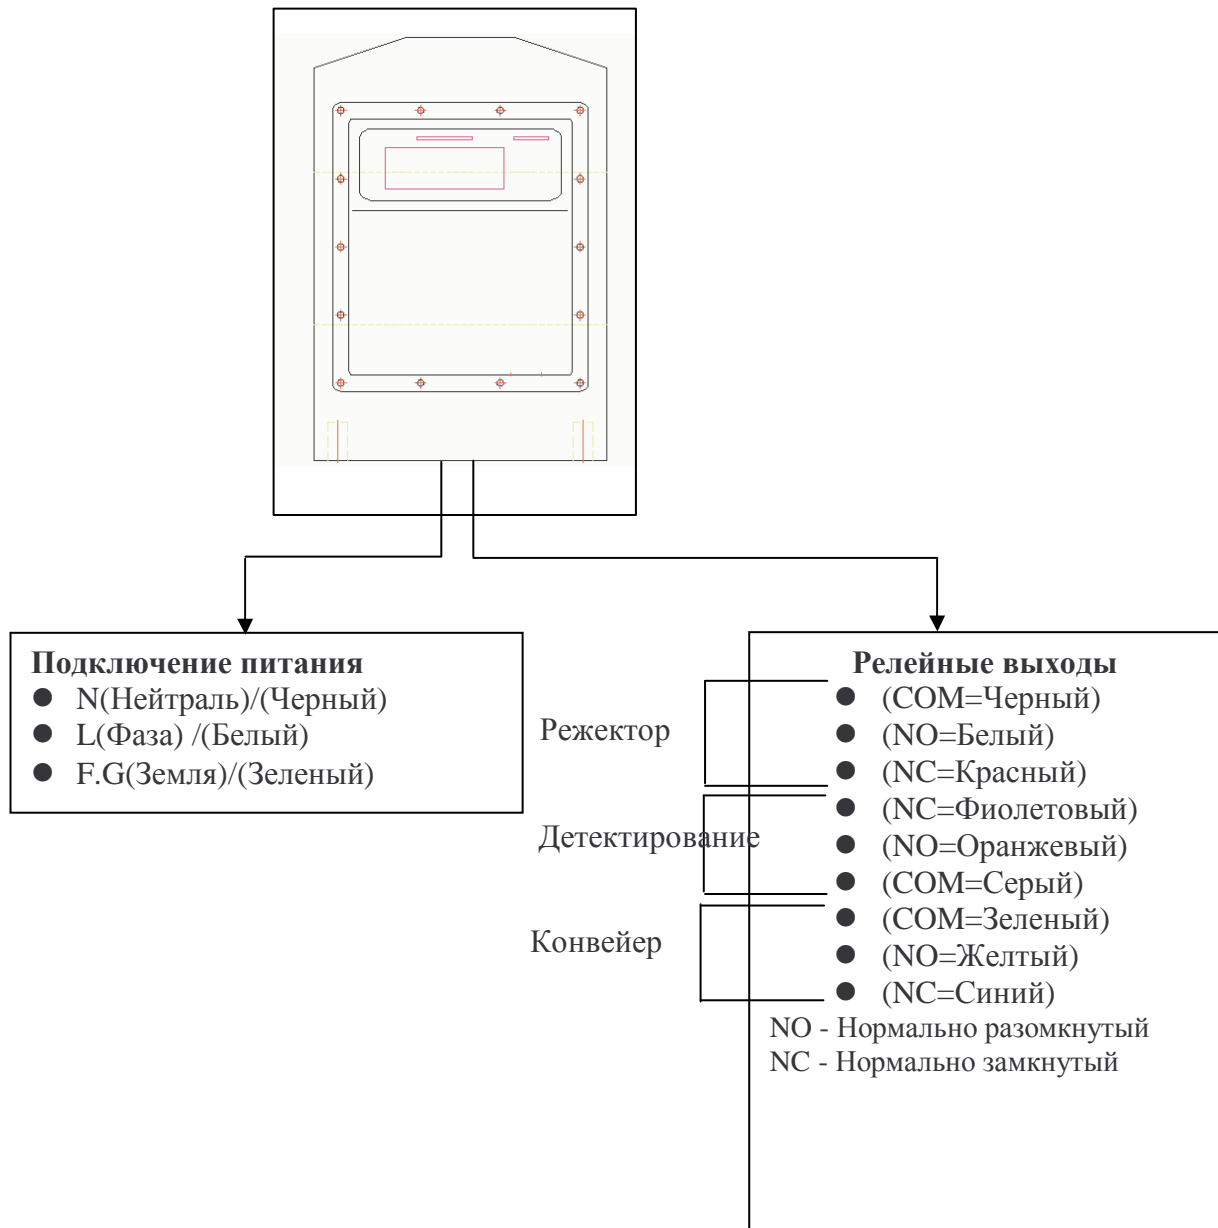 Подключение питания
● N(Нейтраль)/(Черный)
● L(Фаза) /(Белый)
● F.G(Земля)/(Зеленый)
Релейные выходы
Режектор
● (COM=Черный)
● (NO=Белый)
● (NC=Красный)
Детектирование
● (NC=Фиолетовый)
● (NO=Оранжевый)
● (COM=Серый)
Конвейер
● (COM=Зеленый)
● (NO=Желтый)
● (NC=Синий)
NO - Нормально разомкнутый
NC - Нормально замкнутый